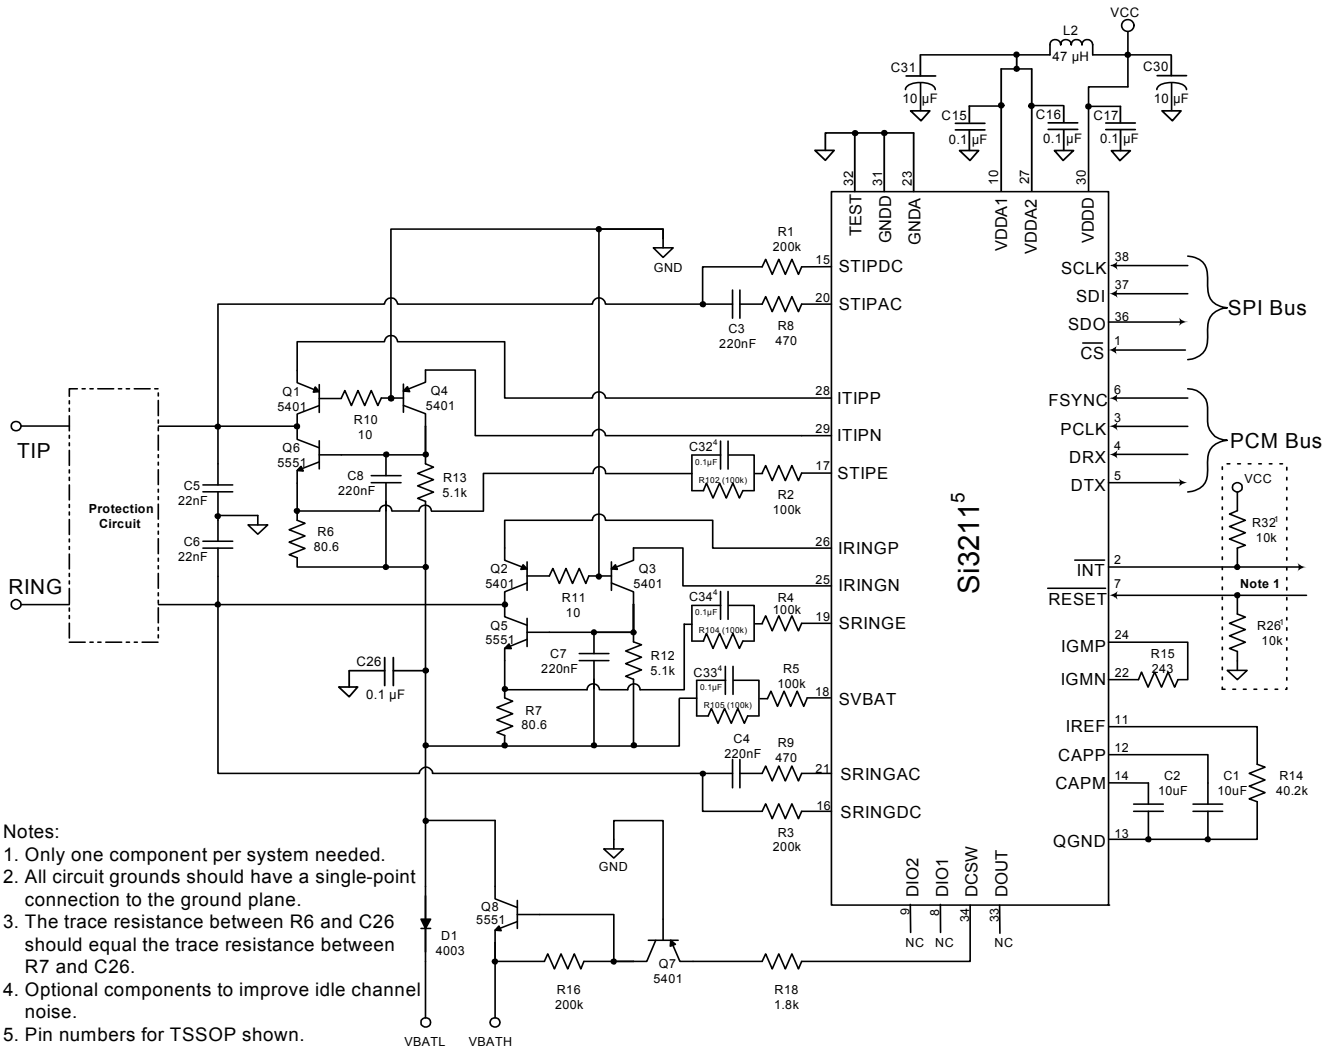 VCC
L2
47 µH
C31
10 µF
C30
10 µF
C15
0.1 µF
C16
0.1 µF
C17
0.1 µF
32
31
23
10
27
30
TEST
GNDD
GNDA
VDDA1
VDDA2
VDDD
GND
R1
200k
15
STIPDC
C3
220nF
R8
470
20
STIPAC
SCLK
38
SDI
37
SDO
36
CS
1
SPI Bus
Q1
5401
R10
10
Q4
5401
28
ITIPP
29
ITIPN
FSYNC
6
PCLK
3
DRX
4
DTX
5
PCM Bus
TIP
RING
Protection
Circuit
C5
22nF
C6
22nF
Q6
5551
C8
220nF
R13
5.1k
R6
80.6
C32⁴
0.1µF
R102 (100k)
R2
100k
17
STIPE
Si3211⁵
VCC
R32¹
10k
INT
2
RESET
7
Note 1
R26¹
10k
26
IRINGP
25
IRINGN
Q2
5401
R11
10
Q3
5401
C34⁴
0.1µF
R104 (100k)
R4
100k
19
SRINGE
Q5
5551
C7
220nF
R12
5.1k
R7
80.6
IGMP
24
IGMN
22
R15
243
C26
0.1 µF
C33⁴
0.1µF
R105 (100k)
R5
100k
18
SVBAT
C4
220nF
R9
470
21
SRINGAC
R3
200k
16
SRINGDC
IREF
11
CAPP
12
CAPM
14
QGND
13
C2
10uF
C1
10uF
R14
40.2k
DIO2
DIO1
DCSW
DOUT
9
8
34
33
NC
NC
NC
GND
Q8
5551
D1
4003
R16
200k
Q7
5401
R18
1.8k
VBATL
VBATH
Notes:
1. Only one component per system needed.
2. All circuit grounds should have a single-point
connection to the ground plane.
3. The trace resistance between R6 and C26
should equal the trace resistance between
R7 and C26.
4. Optional components to improve idle channel
noise.
5. Pin numbers for TSSOP shown.